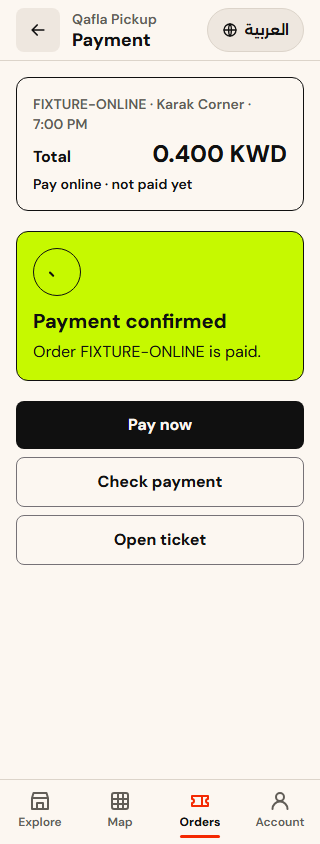 Qafla Pickup
Payment
العربية
FIXTURE-ONLINE · Karak Corner ·
7:00 PM
Total 0.400 KWD
Pay online · not paid yet
Payment confirmed
Order FIXTURE-ONLINE is paid.
Pay now
Check payment
Open ticket
Explore Map Orders Account